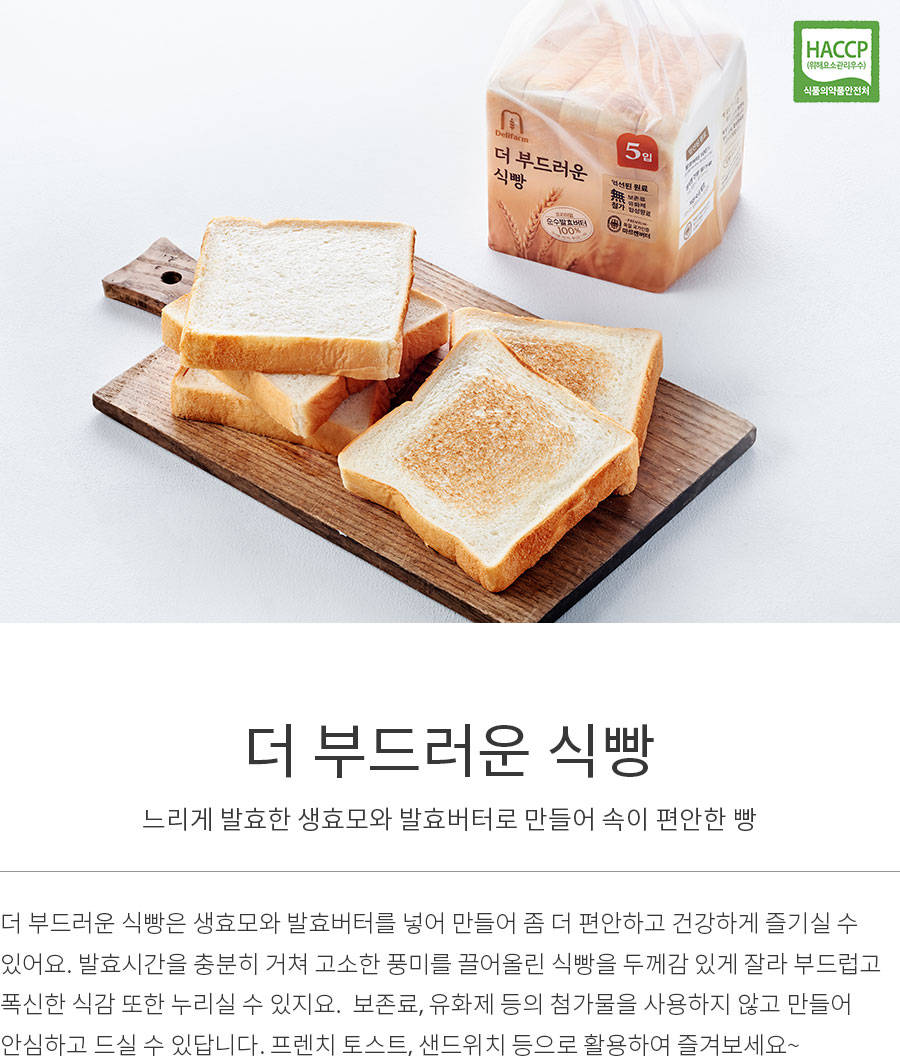 HACCP
(위해요소관리우수)
식품의약품안전처
Delifarm
더 부드러운
식빵
5입
엄선된 원료
無
첨가
보존료
유화제
합성향료
순수발효버터
100%
PREMIUM
마르켄버터
더 부드러운 식빵
느리게 발효한 생효모와 발효버터로 만들어 속이 편안한 빵
더 부드러운 식빵은 생효모와 발효버터를 넣어 만들어 좀 더 편안하고 건강하게 즐기실 수
있어요. 발효시간을 충분히 거쳐 고소한 풍미를 끌어올린 식빵을 두께감 있게 잘라 부드럽고
폭신한 식감 또한 누리실 수 있지요. 보존료, 유화제 등의 첨가물을 사용하지 않고 만들어
안심하고 드실 수 있답니다. 프렌치 토스트, 샌드위치 등으로 활용하여 즐겨보세요~